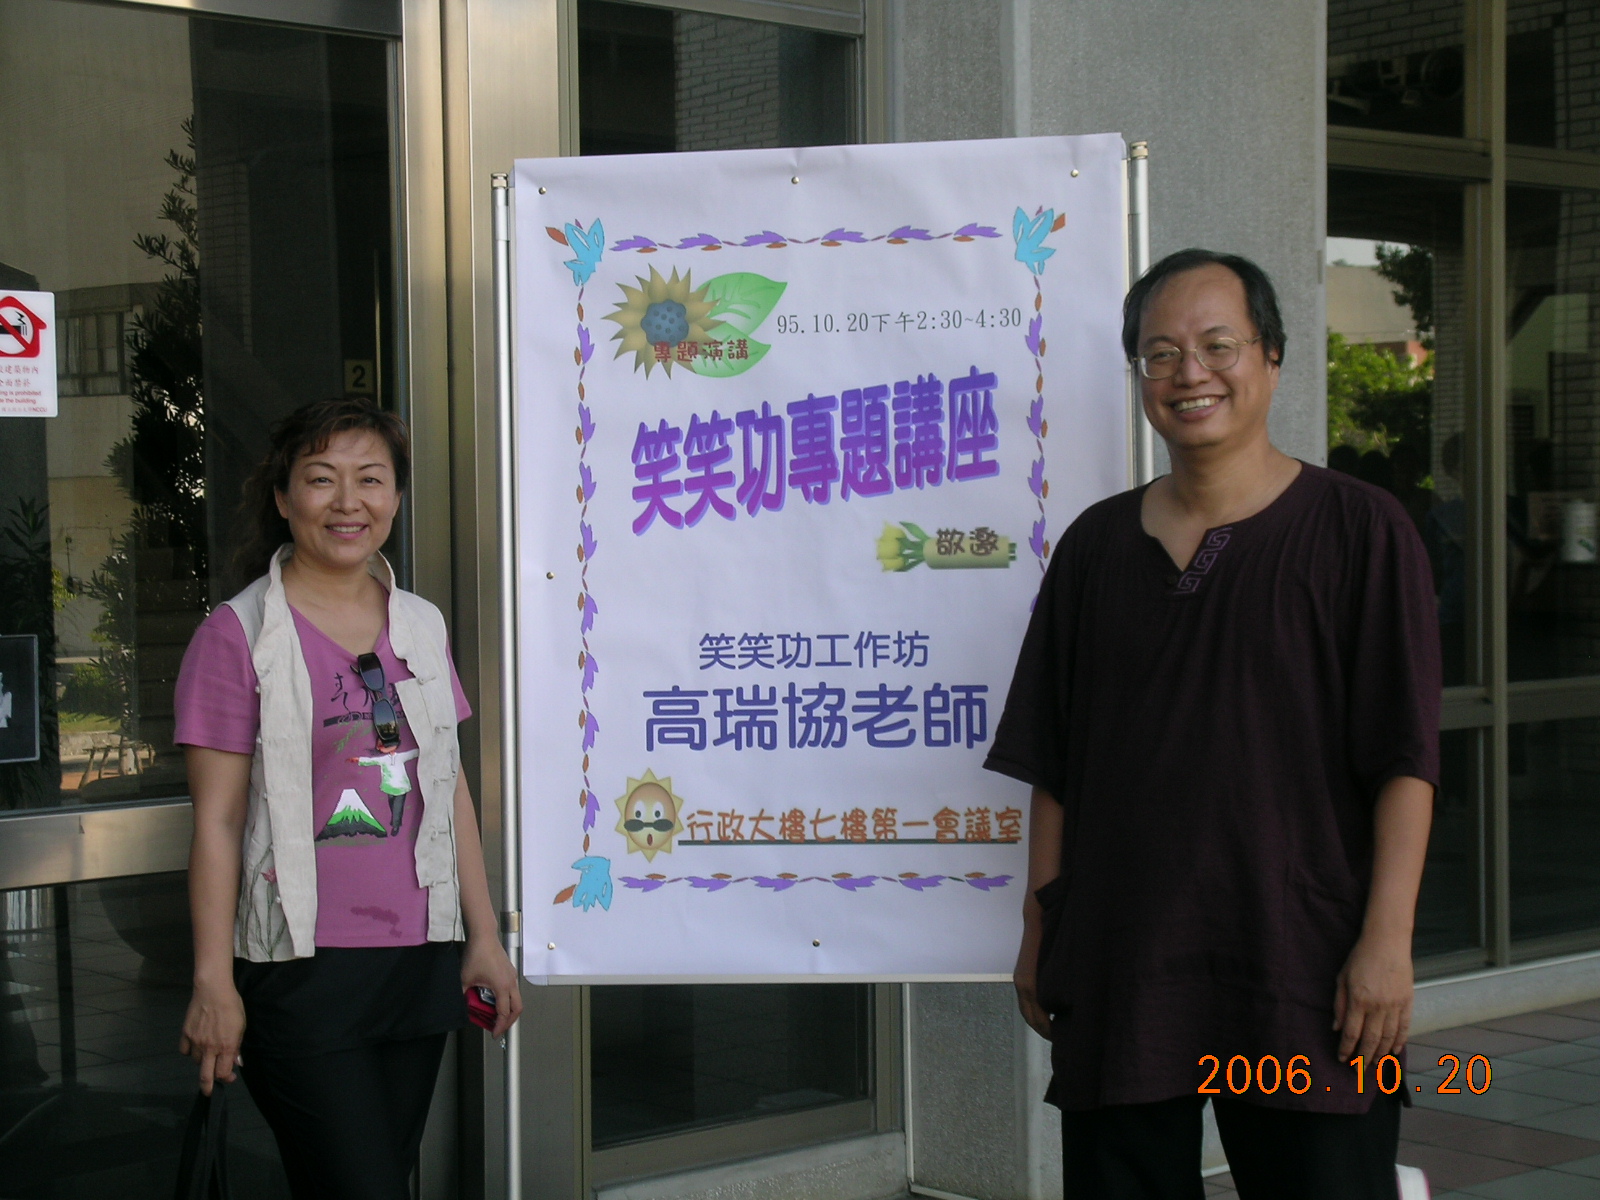 95.10.20下午2:30~4:30
專題演講
笑笑功專題講座
敬邀
笑笑功工作坊
高瑞協老師
行政大樓七樓第一會議室
2
2006.10.20